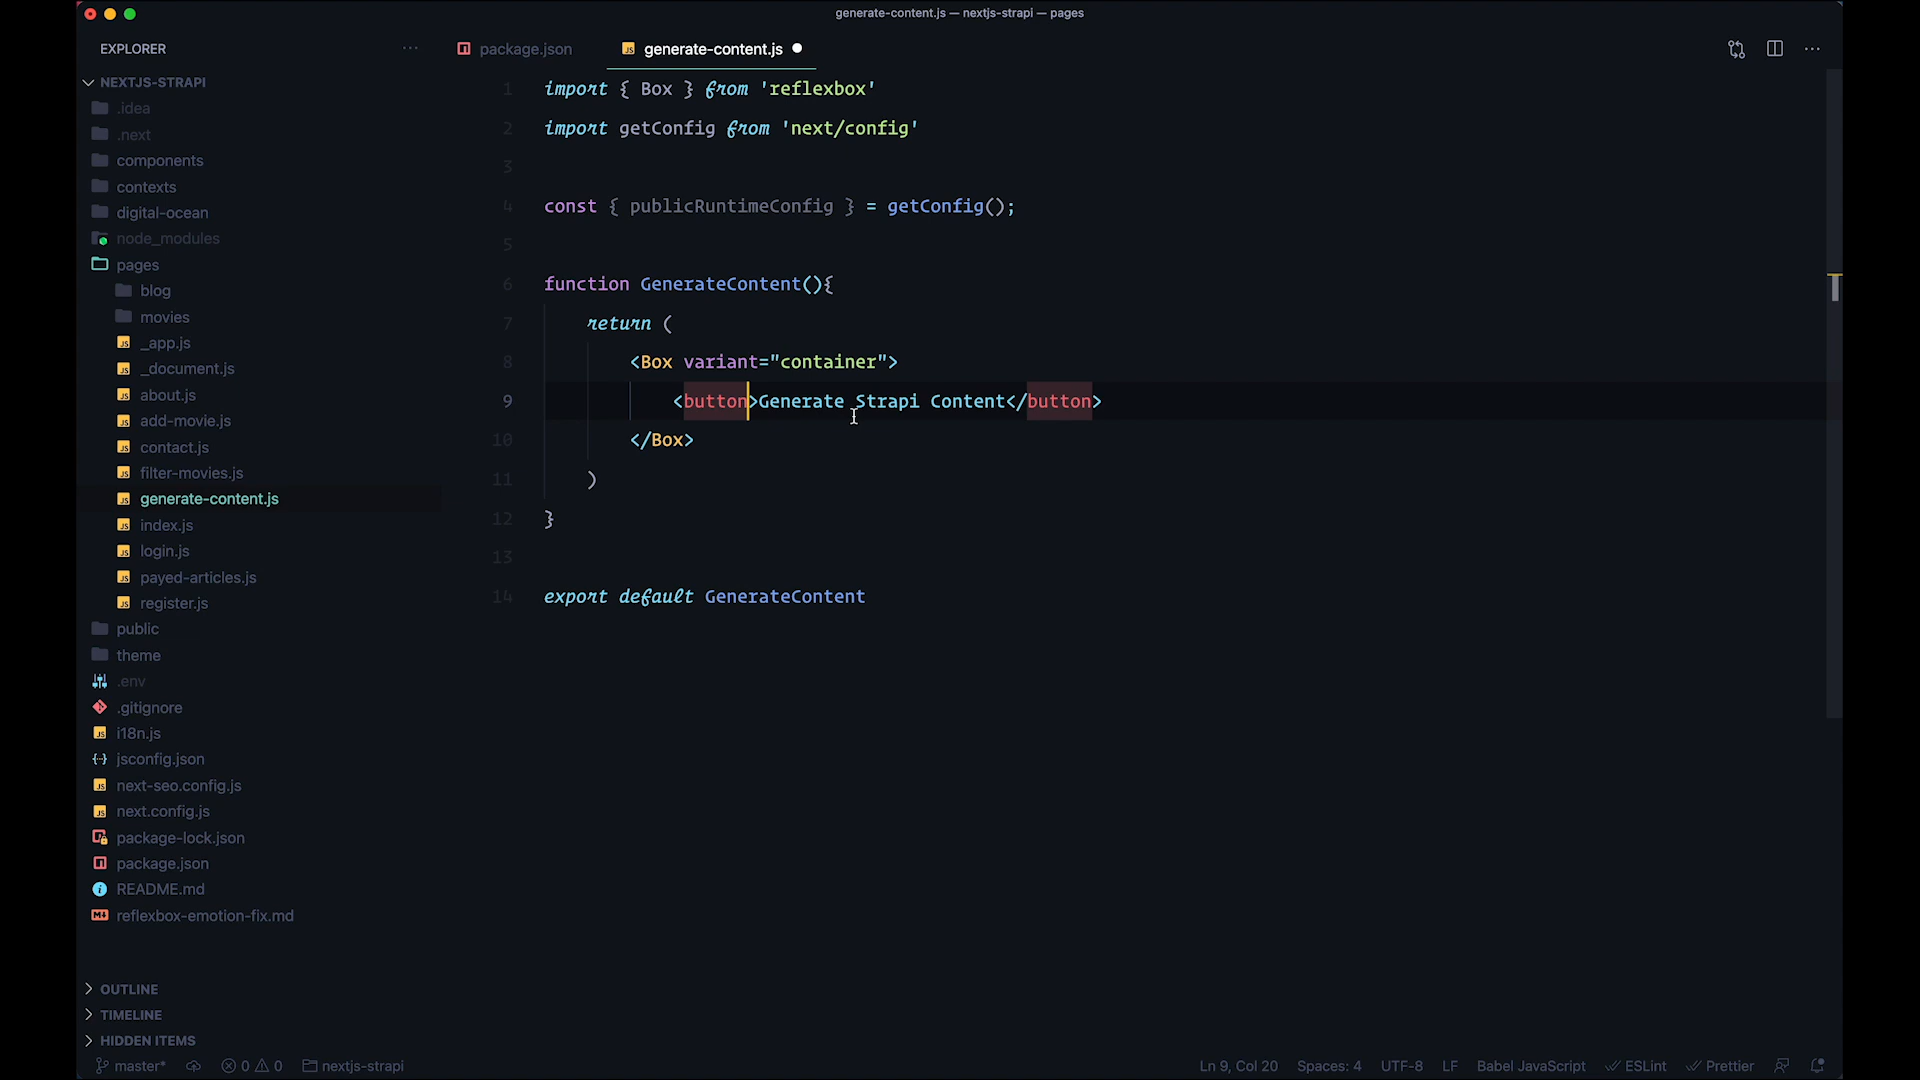 generate-content.js — nextjs-strapi — pages
EXPLORER
package.json
generate-content.js
NEXTJS-STRAPI
.idea
.next
components
contexts
digital-ocean
node_modules
pages
blog
movies
_app.js
_document.js
about.js
add-movie.js
contact.js
filter-movies.js
generate-content.js
index.js
login.js
payed-articles.js
register.js
public
theme
.env
.gitignore
i18n.js
jsconfig.json
next-seo.config.js
next.config.js
package-lock.json
package.json
README.md
reflexbox-emotion-fix.md
OUTLINE
TIMELINE
HIDDEN ITEMS
1 import { Box } from 'reflexbox'
2 import getConfig from 'next/config'
3
4 const { publicRuntimeConfig } = getConfig();
5
6 function GenerateContent(){
7 return (
8 <Box variant="container">
9 <button>Generate Strapi Content</button>
10 </Box>
11 )
12 }
13
14 export default GenerateContent
master* 0 0 nextjs-strapi Ln 9, Col 20 Spaces: 4 UTF-8 LF Babel JavaScript ESLint Prettier